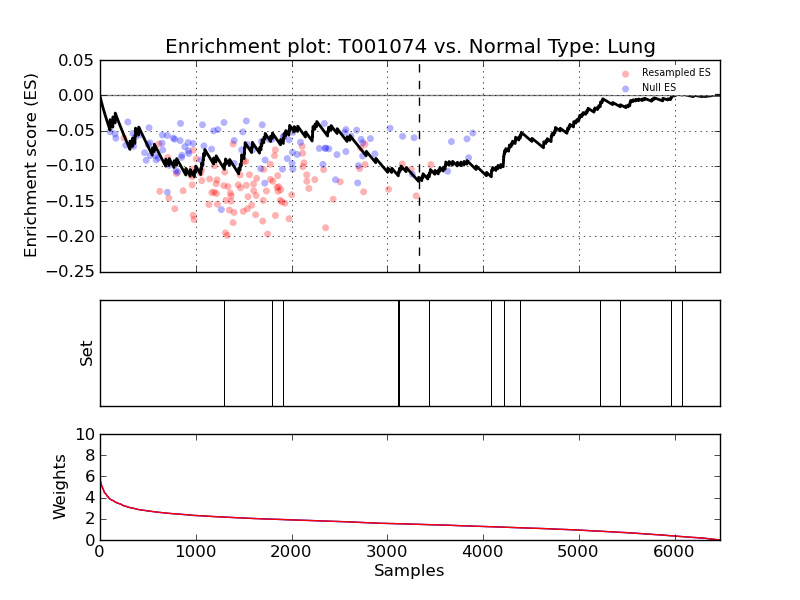 Enrichment plot: T001074 vs. Normal Type: Lung
Enrichment score (ES)
0.05
0.00
−0.05
−0.10
−0.15
−0.20
−0.25
Resampled ES
Null ES
Set
Weights
10
8
6
4
2
0
0 1000 2000 3000 4000 5000 6000
Samples